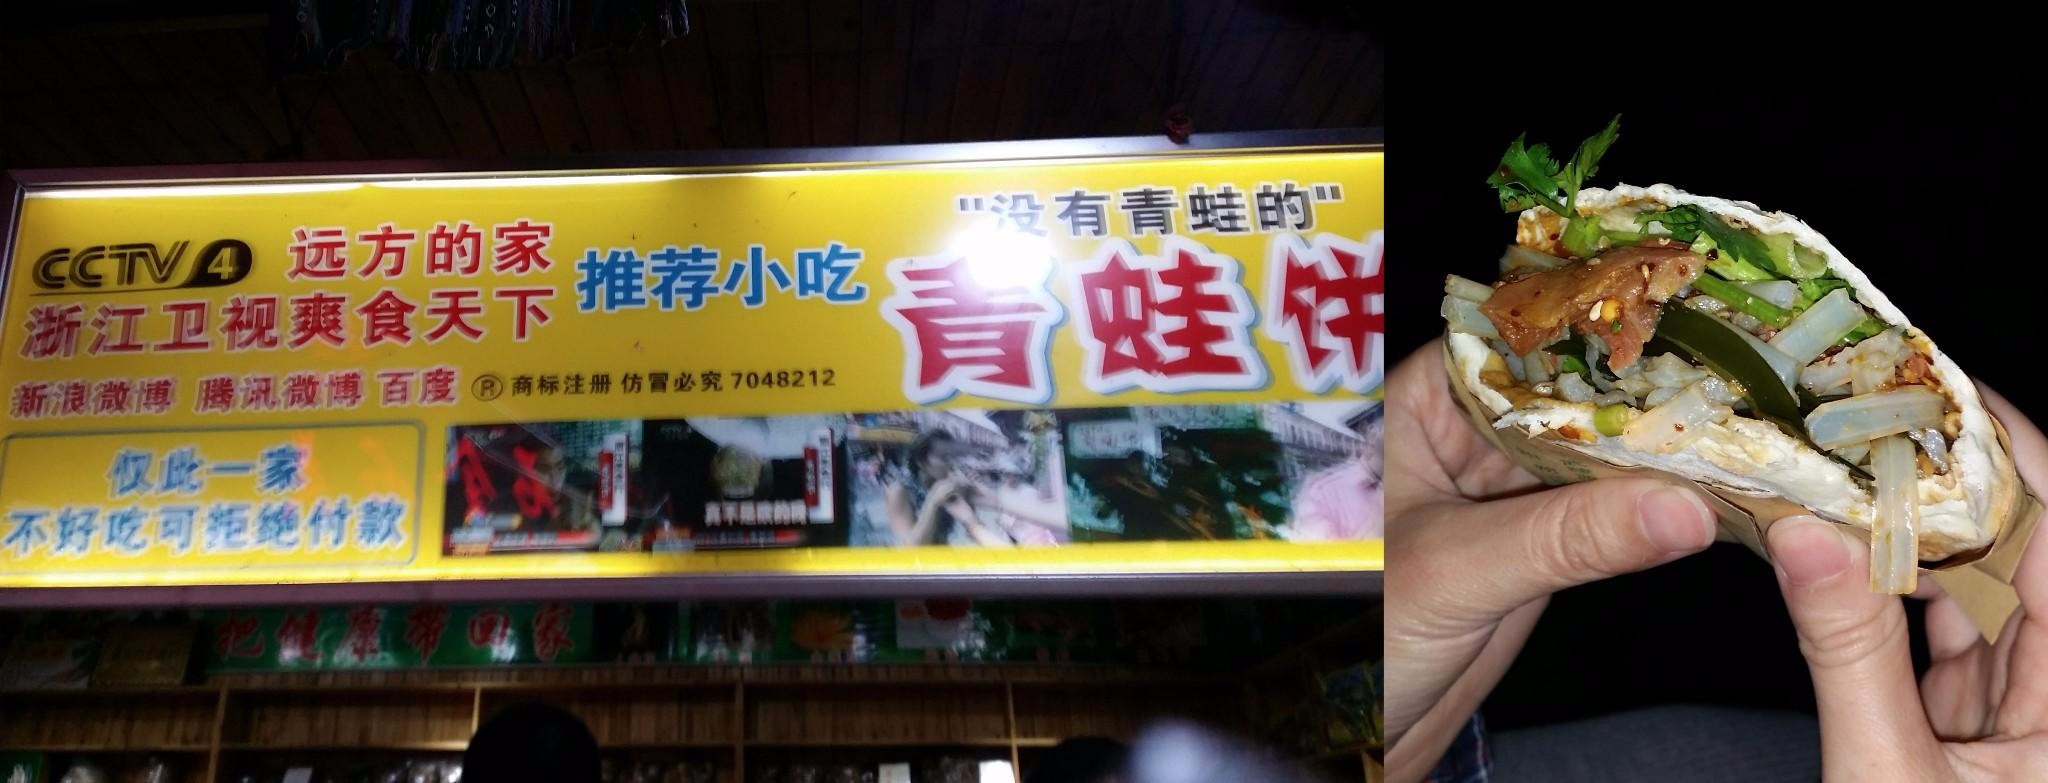 "没有青蛙的"
CCTV 4 远方的家
推荐小吃
青蛙饼
浙江卫视爽食天下
新浪微博 腾讯微博 百度
® 商标注册 仿冒必究 7048212
仅此一家
不好吃可拒绝付款
把健康带回家